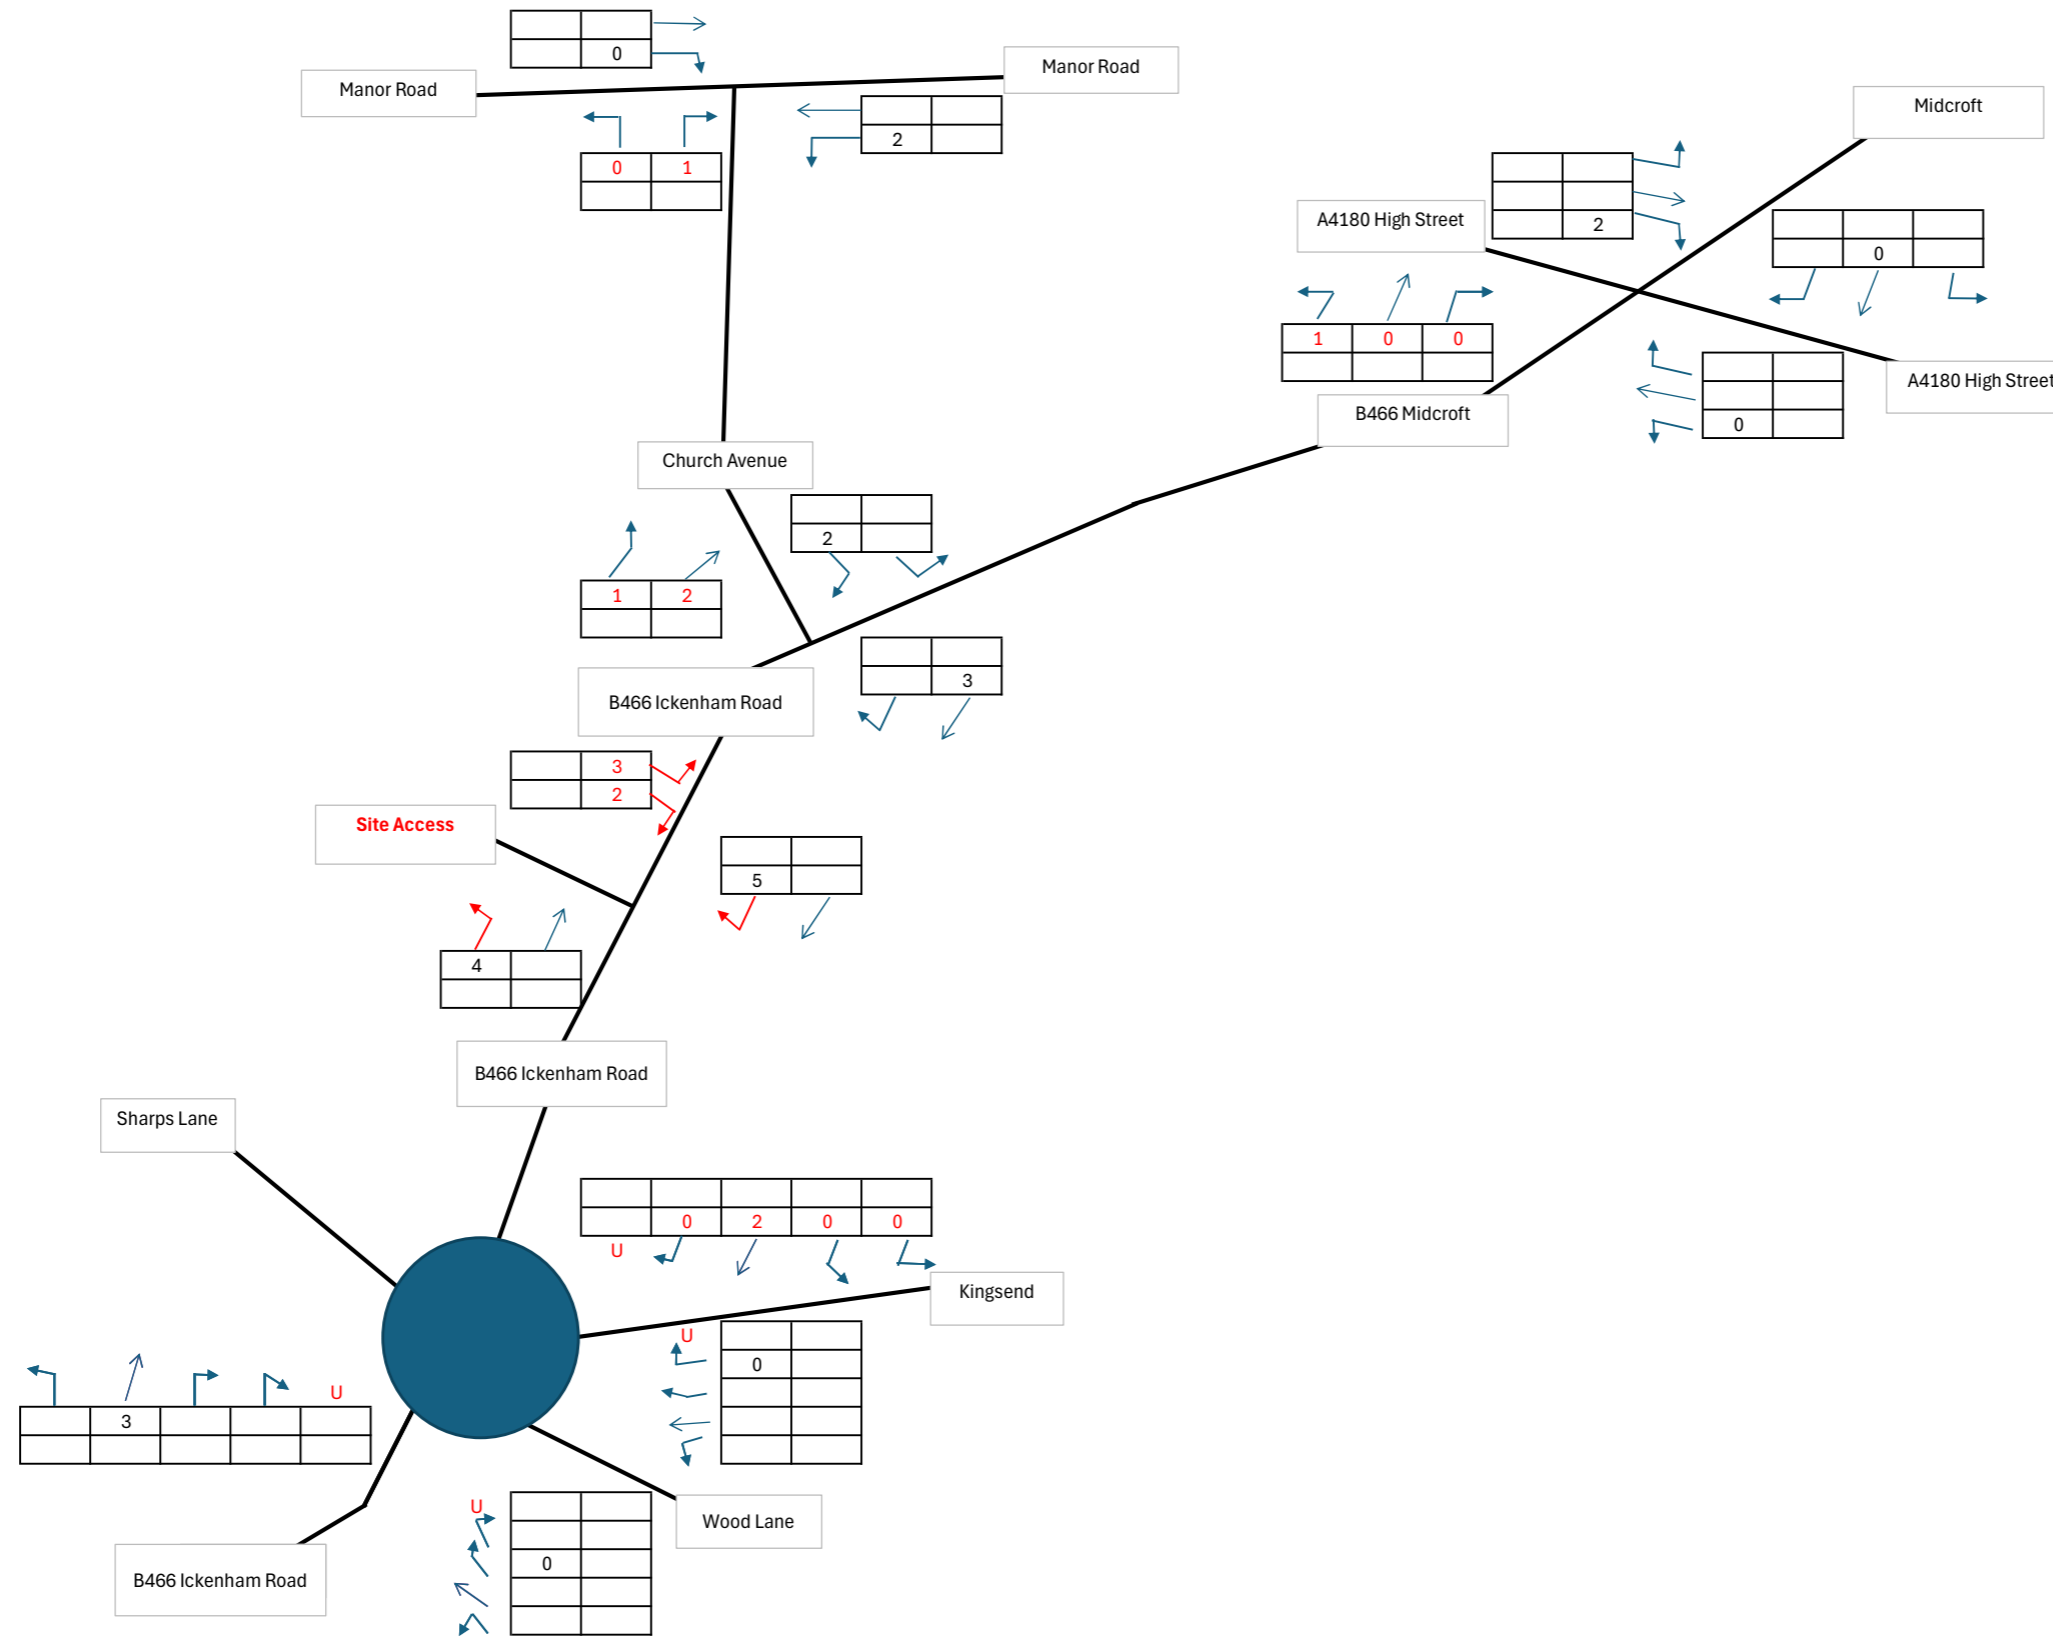 0
Manor Road
Manor Road
2
0 1
Midcroft
A4180 High Street
2
0
1 0 0
A4180 High Street
B466 Midcroft
0
Church Avenue
2
1 2
3
B466 Ickenham Road
3
2
Site Access
5
4
B466 Ickenham Road
Sharps Lane
0 2 0 0
U
Kingsend
U
0
U
3
U
0
Wood Lane
B466 Ickenham Road